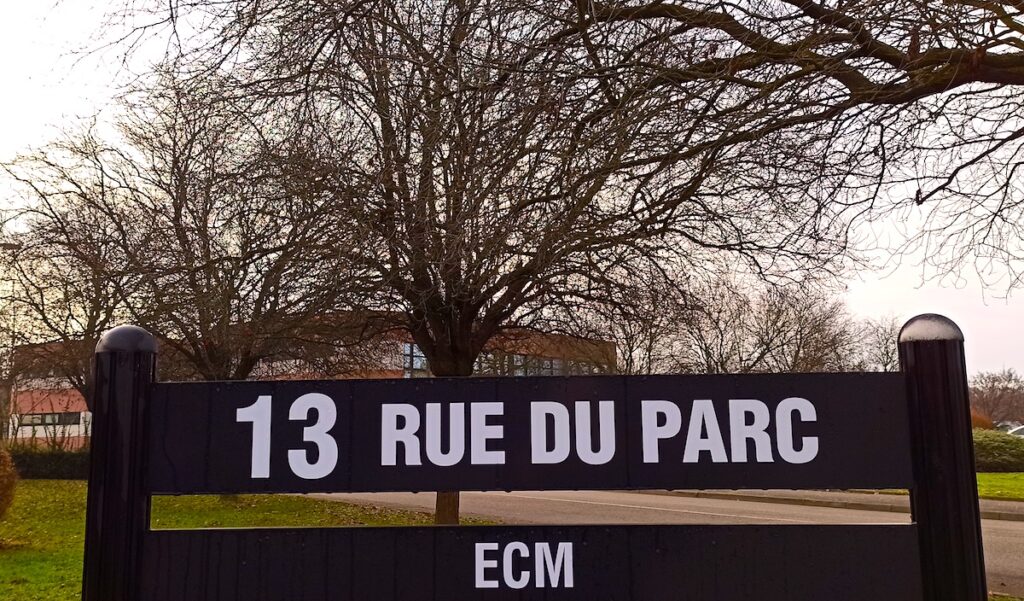 13 RUE DU PARC
ECM